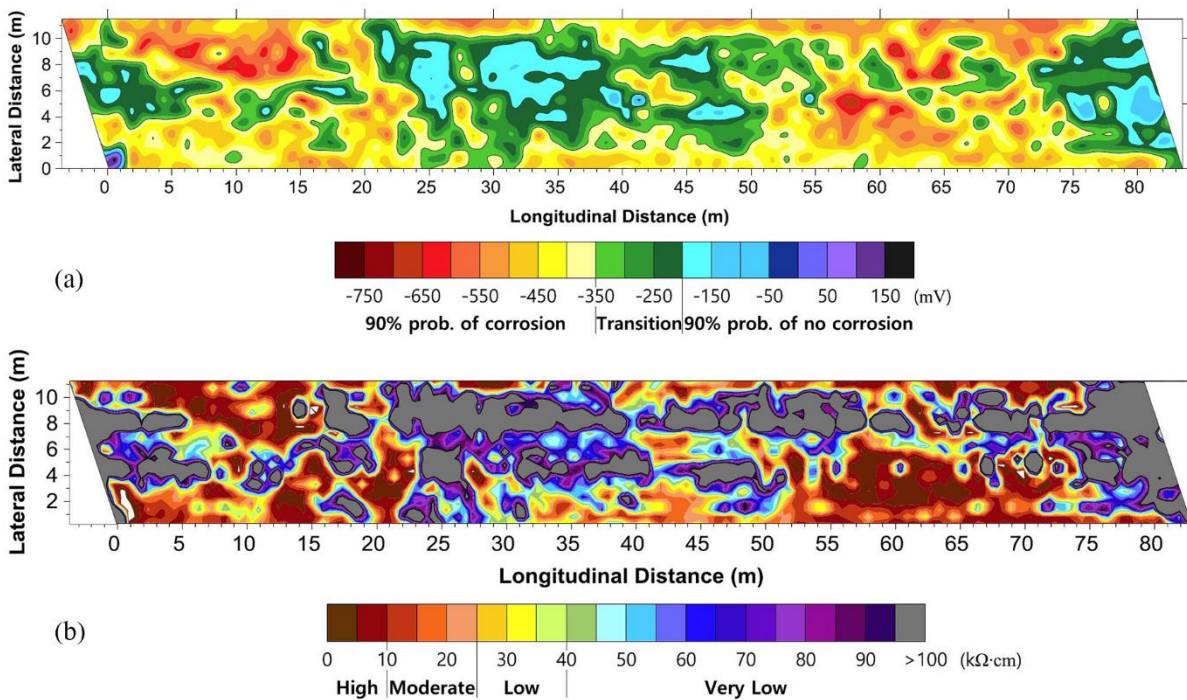 Lateral Distance (m)
10
8
6
4
2
0
0 5 10 15 20 25 30 35 40 45 50 55 60 65 70 75 80
Longitudinal Distance (m)
(a)
-750 -650 -550 -450 -350 -250 -150 -50 50 150 (mV)
90% prob. of corrosion Transition 90% prob. of no corrosion
Lateral Distance (m)
10
8
6
4
2
0 5 10 15 20 25 30 35 40 45 50 55 60 65 70 75 80
Longitudinal Distance (m)
(b)
0 10 20 30 40 50 60 70 80 90 >100 (kΩ·cm)
High Moderate Low Very Low